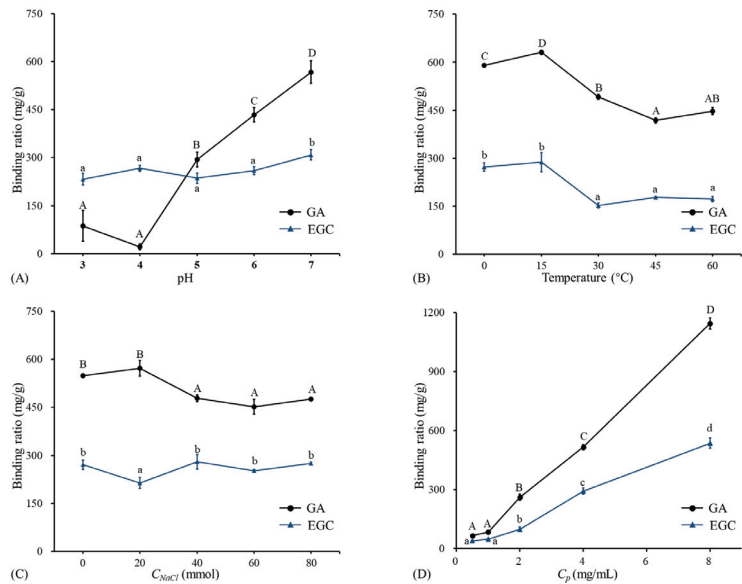 750
600
450
300
150
0
Binding ratio (mg/g)
A
A
B
C
D
a
a
a
a
b
GA
EGC
3 4 5 6 7
(A) pH
750
600
450
300
150
0
Binding ratio (mg/g)
C
D
B
A
AB
b
b
a
a
a
GA
EGC
0 15 30 45 60
(B) Temperature (°C)
750
600
450
300
150
0
Binding ratio (mg/g)
B
B
A
A
A
b
a
b
b
b
GA
EGC
0 20 40 60 80
(C) C_NaCl (mmol)
1200
900
600
300
0
Binding ratio (mg/g)
A
A
B
C
D
a
a
b
c
d
GA
EGC
0 2 4 6 8
(D) C_p (mg/mL)